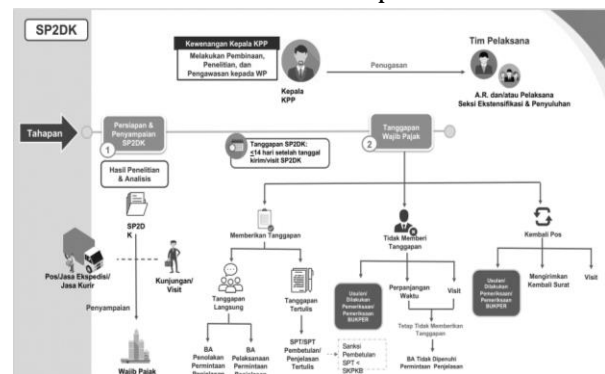 SP2DK
Kewenangan Kepala KPP
Melakukan Pembinaan,
Penelitian, dan
Pengawasan kepada WP
Kepala
KPP
Penugasan
Tim Pelaksana
A.R. dan/atau Pelaksana
Seksi Ekstensifikasi & Penyuluhan
Tahapan
Persiapan &
Penyampaian
SP2DK
1
Tanggapan SP2DK:
≤14 hari setelah tanggal
kirim/visit SP2DK
Tanggapan
Wajib Pajak
2
Hasil Penelitian
& Analisis
SP2D
K
Pos/Jasa Ekspedisi/
Jasa Kurir
Kunjungan/
Visit
Penyampaian
Wajib Pajak
Memberikan Tanggapan
Tanggapan
Langsung
Tanggapan
Tertulis
BA
Penolakan
Permintaan
Penjelasan
BA
Pelaksanaan
Permintaan
Penjelasan
SPT/SPT
Pembetulan/
Penjelasan
Tertulis
Sanksi
Pembetulan
SPT <
SKPKB
Tidak Memberi
Tanggapan
Usulan/
Dilakukan
Pemeriksaan/
Pemeriksaan
BUKPER
Perpanjangan
Waktu
Visit
Tetap Tidak Memberikan
Tanggapan
BA Tidak Dipenuhi
Permintaan Penjelasan
Kembali Pos
Usulan/
Dilakukan
Pemeriksaan/
Pemeriksaan
BUKPER
Mengirimkan
Kembali Surat
Visit